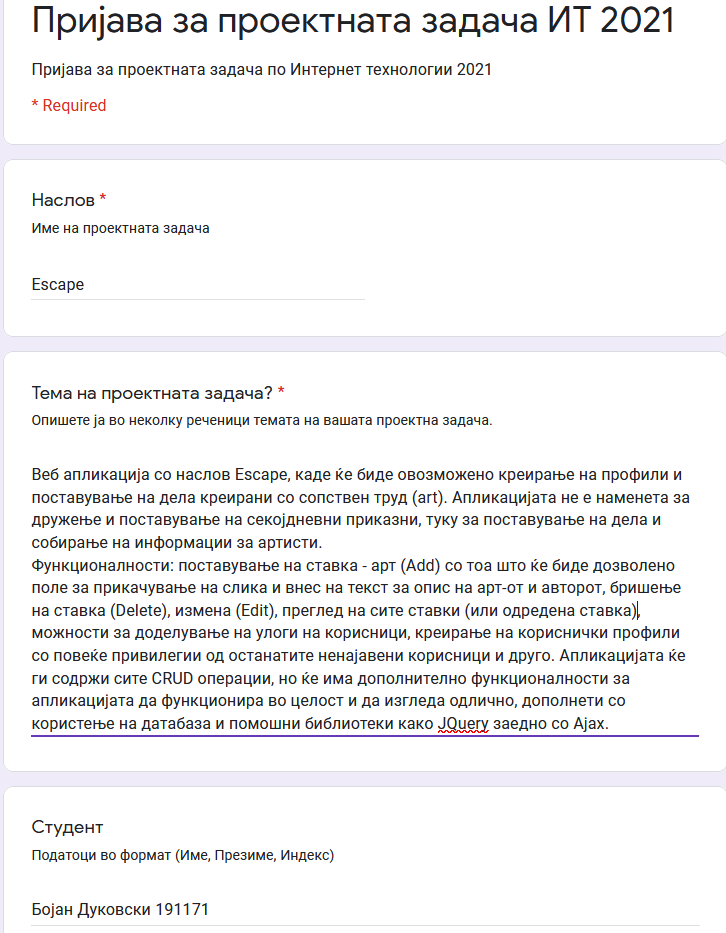 Пријава за проектната задача ИТ 2021
Пријава за проектната задача по Интернет технологии 2021
* Required
Наслов *
Име на проектната задача
Escape
Тема на проектната задача? *
Опишете ја во неколку реченици темата на вашата проектна задача.
Веб апликација со наслов Escape, каде ќе биде овозможено креирање на профили и
поставување на дела креирани со сопствен труд (art). Апликацијата не е наменета за
дружење и поставување на секојдневни приказни, туку за поставување на дела и
собирање на информации за артисти.
Функционалности: поставување на ставка - арт (Add) со тоа што ќе биде дозволено
поле за прикачување на слика и внес на текст за опис на арт-от и авторот, бришење
на ставка (Delete), измена (Edit), преглед на сите ставки (или одредена ставка),
можности за доделување на улоги на корисници, креирање на кориснички профили
со повеќе привилегии од останатите ненајавени корисници и друго. Апликацијата ќе
ги содржи сите CRUD операции, но ќе има дополнително функционалности за
апликацијата да функционира во целост и да изгледа одлично, дополнети со
користење на датабаза и помошни библиотеки како JQuery заедно со Ajax.
Студент
Податоци во формат (Име, Презиме, Индекс)
Бојан Дуковски 191171